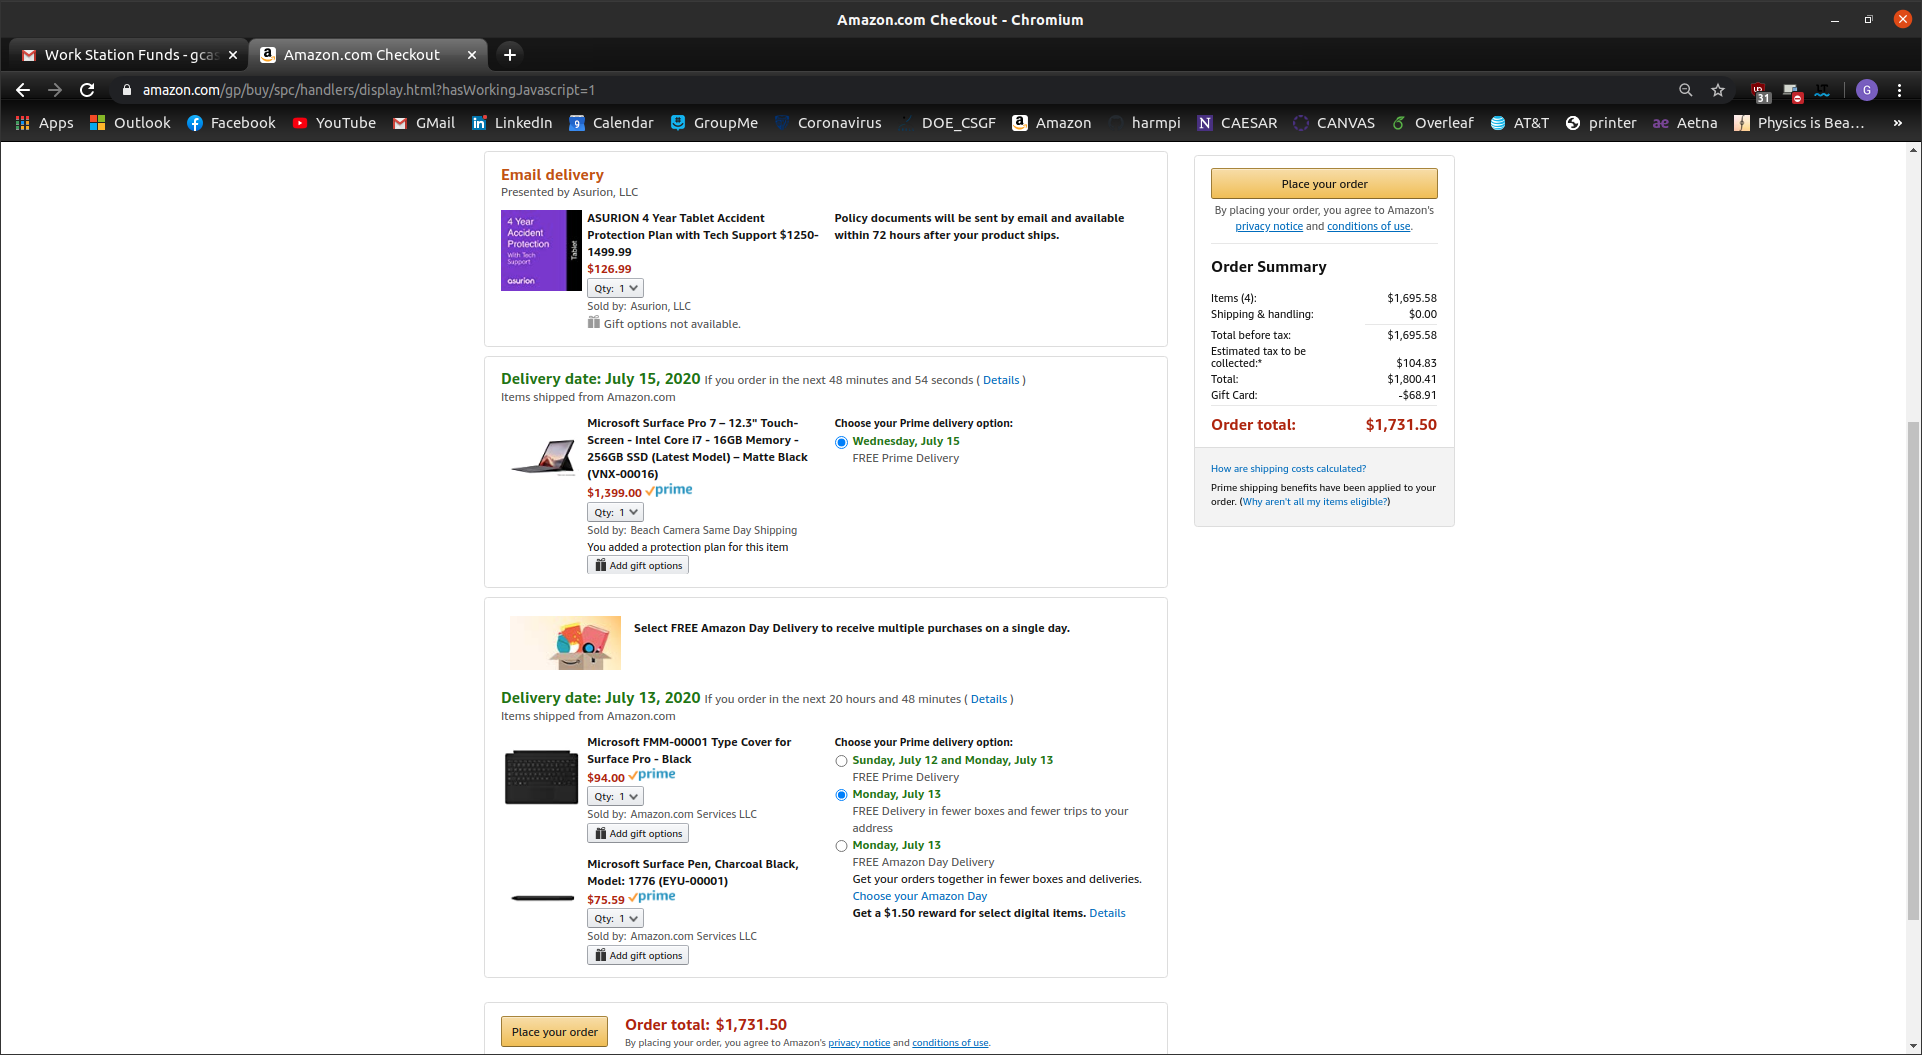 Amazon.com Checkout - Chromium
Work Station Funds - gcas
Amazon.com Checkout
amazon.com/gp/buy/spc/handlers/display.html?hasWorkingJavascript=1
31
G
Apps
Outlook
Facebook
YouTube
GMail
LinkedIn
Calendar
GroupMe
Coronavirus
DOE_CSGF
Amazon
harmpi
CAESAR
CANVAS
Overleaf
AT&T
printer
Aetna
Physics is Bea...
Email delivery
Presented by Asurion, LLC
4 Year
Accident
Protection
With Tech
Support
asurion
Tablet
ASURION 4 Year Tablet Accident
Protection Plan with Tech Support $1250-
1499.99
$126.99
Qty: 1
Sold by: Asurion, LLC
Gift options not available.
Policy documents will be sent by email and available
within 72 hours after your product ships.
Delivery date: July 15, 2020 If you order in the next 48 minutes and 54 seconds ( Details )
Items shipped from Amazon.com
Microsoft Surface Pro 7 – 12.3" Touch-
Screen - Intel Core i7 - 16GB Memory -
256GB SSD (Latest Model) – Matte Black
(VNX-00016)
$1,399.00 prime
Qty: 1
Sold by: Beach Camera Same Day Shipping
You added a protection plan for this item
Add gift options
Choose your Prime delivery option:
Wednesday, July 15
FREE Prime Delivery
Select FREE Amazon Day Delivery to receive multiple purchases on a single day.
Delivery date: July 13, 2020 If you order in the next 20 hours and 48 minutes ( Details )
Items shipped from Amazon.com
Microsoft FMM-00001 Type Cover for
Surface Pro - Black
$94.00 prime
Qty: 1
Sold by: Amazon.com Services LLC
Add gift options
Microsoft Surface Pen, Charcoal Black,
Model: 1776 (EYU-00001)
$75.59 prime
Qty: 1
Sold by: Amazon.com Services LLC
Add gift options
Choose your Prime delivery option:
Sunday, July 12 and Monday, July 13
FREE Prime Delivery
Monday, July 13
FREE Delivery in fewer boxes and fewer trips to your
address
Monday, July 13
FREE Amazon Day Delivery
Get your orders together in fewer boxes and deliveries.
Choose your Amazon Day
Get a $1.50 reward for select digital items. Details
Place your order
Order total: $1,731.50
By placing your order, you agree to Amazon's privacy notice and conditions of use.
Place your order
By placing your order, you agree to Amazon's
privacy notice and conditions of use.
Order Summary
Items (4): $1,695.58
Shipping & handling: $0.00
Total before tax: $1,695.58
Estimated tax to be
collected:* $104.83
Total: $1,800.41
Gift Card: -$68.91
Order total: $1,731.50
How are shipping costs calculated?
Prime shipping benefits have been applied to your
order. (Why aren't all my items eligible?)